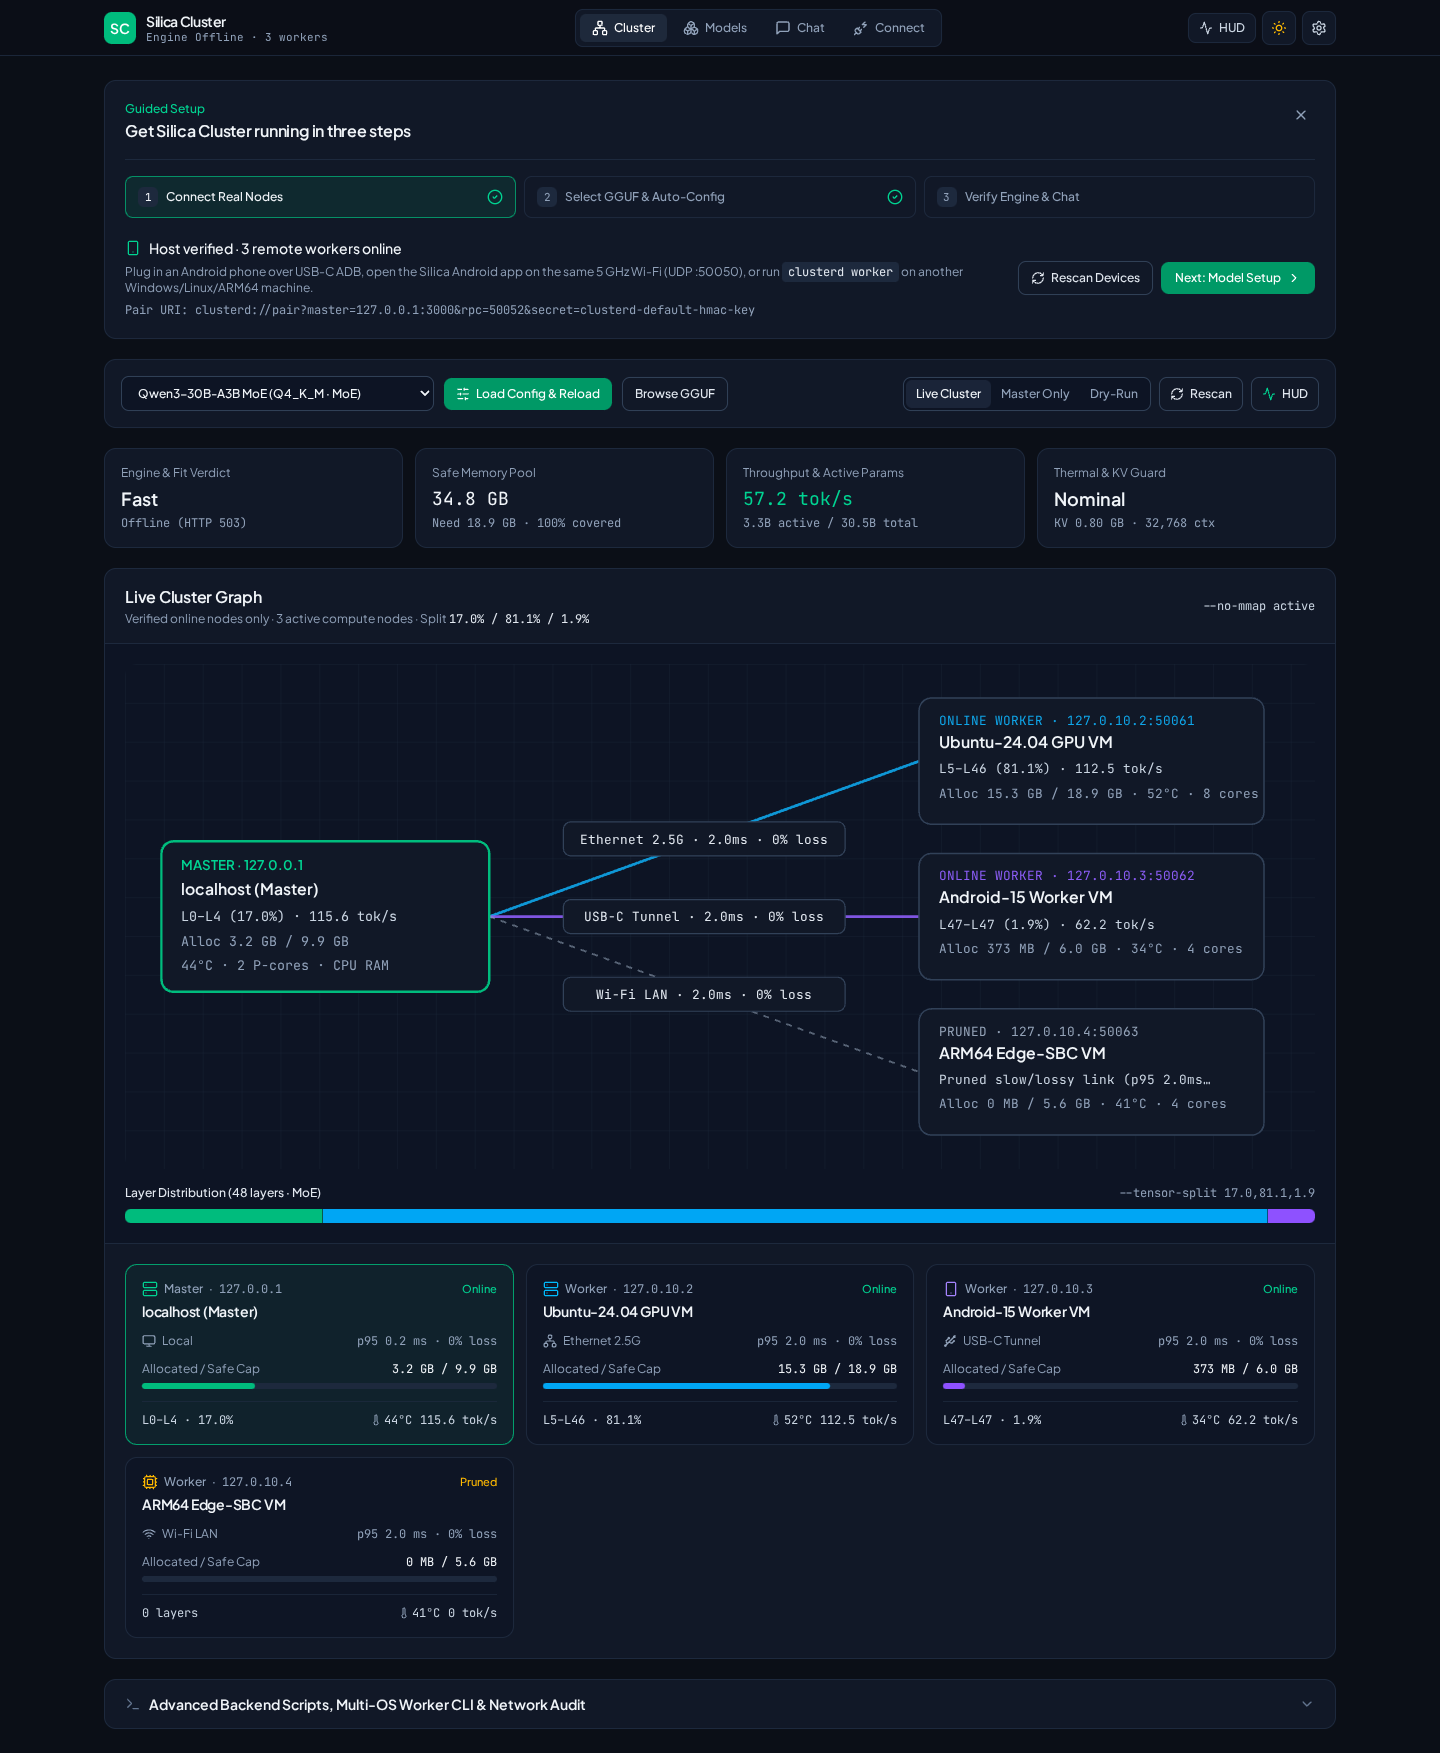 SC
Silica Cluster
Engine Offline · 3 workers
Cluster
Models
Chat
Connect
HUD
Guided Setup
Get Silica Cluster running in three steps
1 Connect Real Nodes
2 Select GGUF & Auto-Config
3 Verify Engine & Chat
Host verified · 3 remote workers online
Plug in an Android phone over USB-C ADB, open the Silica Android app on the same 5 GHz Wi-Fi (UDP :50050), or run clusterd worker on another
Windows/Linux/ARM64 machine.
Pair URI: clusterd://pair?master=127.0.0.1:3000&rpc=50052&secret=clusterd-default-hmac-key
Rescan Devices
Next: Model Setup
Qwen3-30B-A3B MoE (Q4_K_M · MoE)
Load Config & Reload
Browse GGUF
Live Cluster
Master Only
Dry-Run
Rescan
HUD
Engine & Fit Verdict
Fast
Offline (HTTP 503)
Safe Memory Pool
34.8 GB
Need 18.9 GB · 100% covered
Throughput & Active Params
57.2 tok/s
3.3B active / 30.5B total
Thermal & KV Guard
Nominal
KV 0.80 GB · 32,768 ctx
Live Cluster Graph
Verified online nodes only · 3 active compute nodes · Split 17.0% / 81.1% / 1.9%
--no-mmap active
MASTER · 127.0.0.1
localhost (Master)
L0–L4 (17.0%) · 115.6 tok/s
Alloc 3.2 GB / 9.9 GB
44°C · 2 P-cores · CPU RAM
Ethernet 2.5G · 2.0ms · 0% loss
USB-C Tunnel · 2.0ms · 0% loss
Wi-Fi LAN · 2.0ms · 0% loss
ONLINE WORKER · 127.0.10.2:50061
Ubuntu-24.04 GPU VM
L5–L46 (81.1%) · 112.5 tok/s
Alloc 15.3 GB / 18.9 GB · 52°C · 8 cores
ONLINE WORKER · 127.0.10.3:50062
Android-15 Worker VM
L47–L47 (1.9%) · 62.2 tok/s
Alloc 373 MB / 6.0 GB · 34°C · 4 cores
PRUNED · 127.0.10.4:50063
ARM64 Edge-SBC VM
Pruned slow/lossy link (p95 2.0ms…
Alloc 0 MB / 5.6 GB · 41°C · 4 cores
Layer Distribution (48 layers · MoE)
--tensor-split 17.0,81.1,1.9
Master · 127.0.0.1
Online
localhost (Master)
Local
p95 0.2 ms · 0% loss
Allocated / Safe Cap
3.2 GB / 9.9 GB
L0–L4 · 17.0%
44°C 115.6 tok/s
Worker · 127.0.10.2
Online
Ubuntu-24.04 GPU VM
Ethernet 2.5G
p95 2.0 ms · 0% loss
Allocated / Safe Cap
15.3 GB / 18.9 GB
L5–L46 · 81.1%
52°C 112.5 tok/s
Worker · 127.0.10.3
Online
Android-15 Worker VM
USB-C Tunnel
p95 2.0 ms · 0% loss
Allocated / Safe Cap
373 MB / 6.0 GB
L47–L47 · 1.9%
34°C 62.2 tok/s
Worker · 127.0.10.4
Pruned
ARM64 Edge-SBC VM
Wi-Fi LAN
p95 2.0 ms · 0% loss
Allocated / Safe Cap
0 MB / 5.6 GB
0 layers
41°C 0 tok/s
Advanced Backend Scripts, Multi-OS Worker CLI & Network Audit